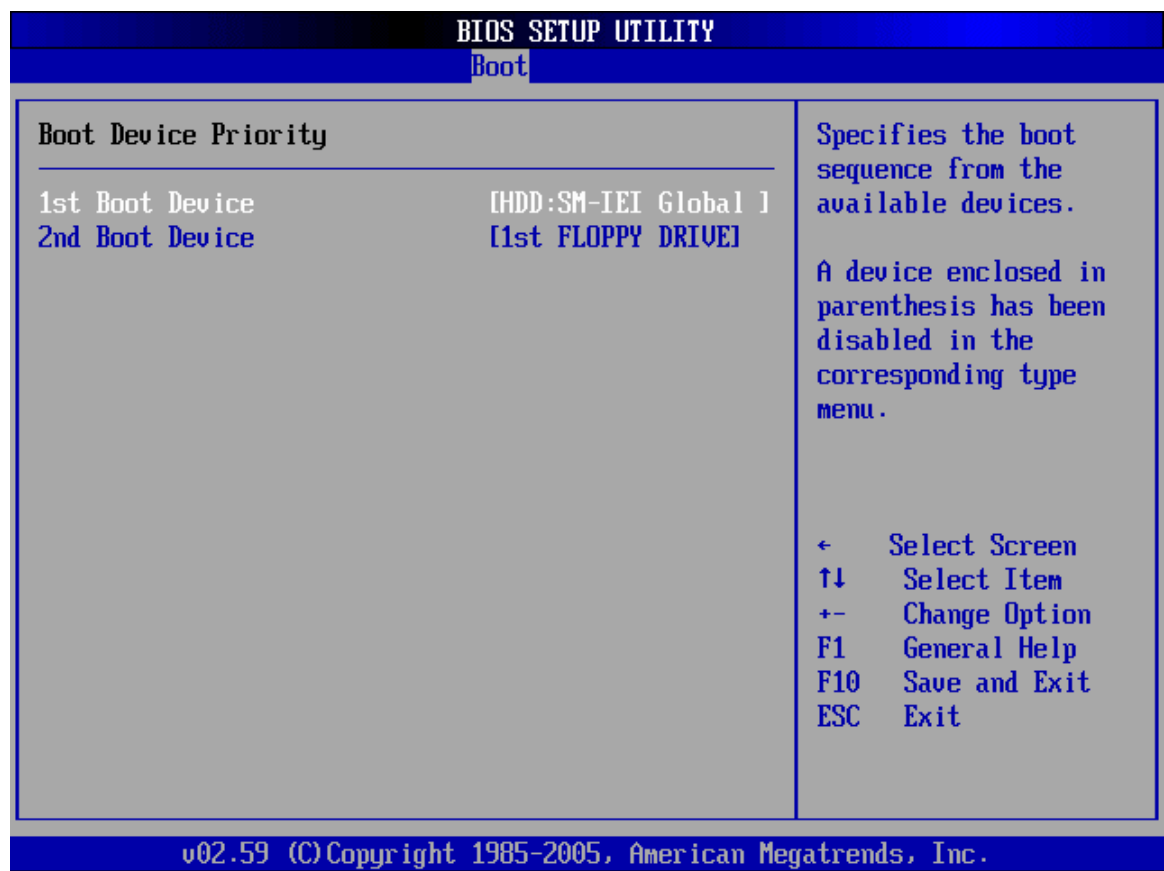 BIOS SETUP UTILITY
Boot
Boot Device Priority
1st Boot Device [HDD:SM-IEI Global ]
2nd Boot Device [1st FLOPPY DRIVE]
Specifies the boot
sequence from the
available devices.
A device enclosed in
parenthesis has been
disabled in the
corresponding type
menu.
← Select Screen
↑↓ Select Item
+- Change Option
F1 General Help
F10 Save and Exit
ESC Exit
v02.59 (C)Copyright 1985-2005, American Megatrends, Inc.